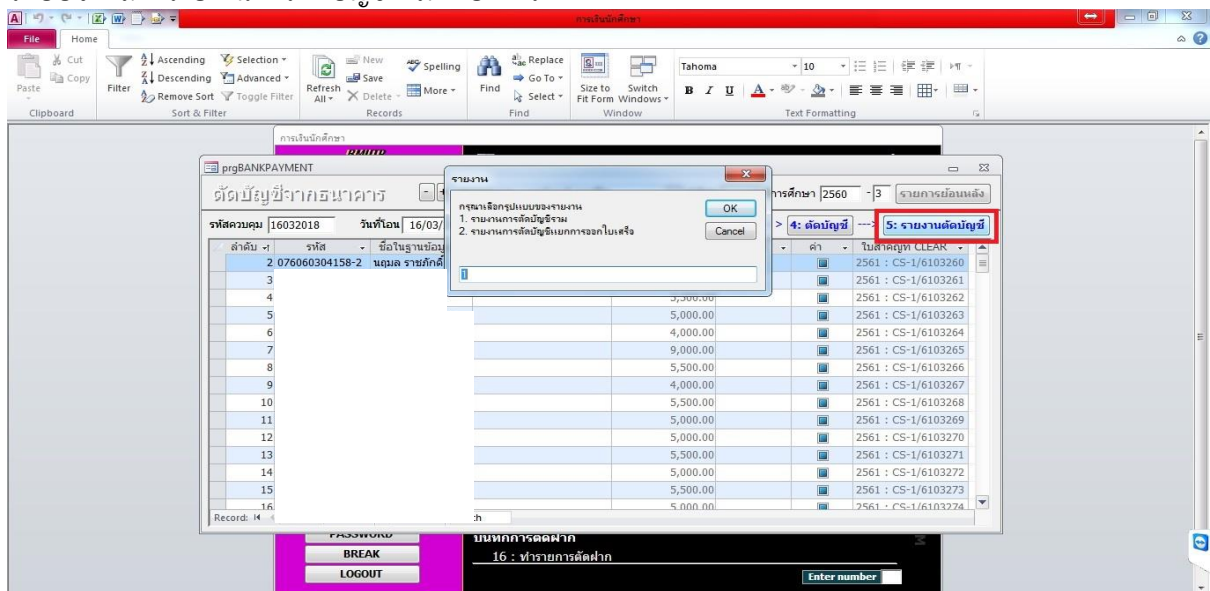 การเงินนักศึกษา
File Home
Cut
Copy
Paste
Clipboard
Filter
Ascending
Descending
Remove Sort
Selection
Advanced
Toggle Filter
Sort & Filter
Refresh All
New
Save
Delete
Spelling
More
Records
Find
Replace
Go To
Select
Find
Size to Fit Form
Switch Windows
Window
Tahoma 10
B I U A
Text Formatting
การเงินนักศึกษา
prgBANKPAYMENT
ตัดบัญชีจากธนาคาร
การศึกษา 2560 - 3 รายการย้อนหลัง
รหัสควบคุม 16032018 วันที่โอน 16/03/
> 4: ตัดบัญชี ---> 5: รายงานตัดบัญชี
รายงาน
กรุณาเลือกรูปแบบของรายงาน
1. รายงานการตัดบัญชีรวม
2. รายงานการตัดบัญชีแยกการออกใบเสร็จ
OK
Cancel
1
ลำดับ รหัส ชื่อในฐานข้อมู ค่า ใบสำคัญที่ CLEAR
2 076060304158-2 นฤมล ราชภักดี 2561 : CS-1/6103260
3 2561 : CS-1/6103261
4 5,500.00 2561 : CS-1/6103262
5 5,000.00 2561 : CS-1/6103263
6 4,000.00 2561 : CS-1/6103264
7 9,000.00 2561 : CS-1/6103265
8 5,500.00 2561 : CS-1/6103266
9 4,000.00 2561 : CS-1/6103267
10 5,500.00 2561 : CS-1/6103268
11 5,000.00 2561 : CS-1/6103269
12 5,000.00 2561 : CS-1/6103270
13 5,500.00 2561 : CS-1/6103271
14 5,000.00 2561 : CS-1/6103272
15 5,500.00 2561 : CS-1/6103273
16 5,000.00 2561 : CS-1/6103274
Record:
PASSWORD
BREAK
LOGOUT
บันทึกการตัดฝาก
16 : ทำรายการตัดฝาก
Enter number